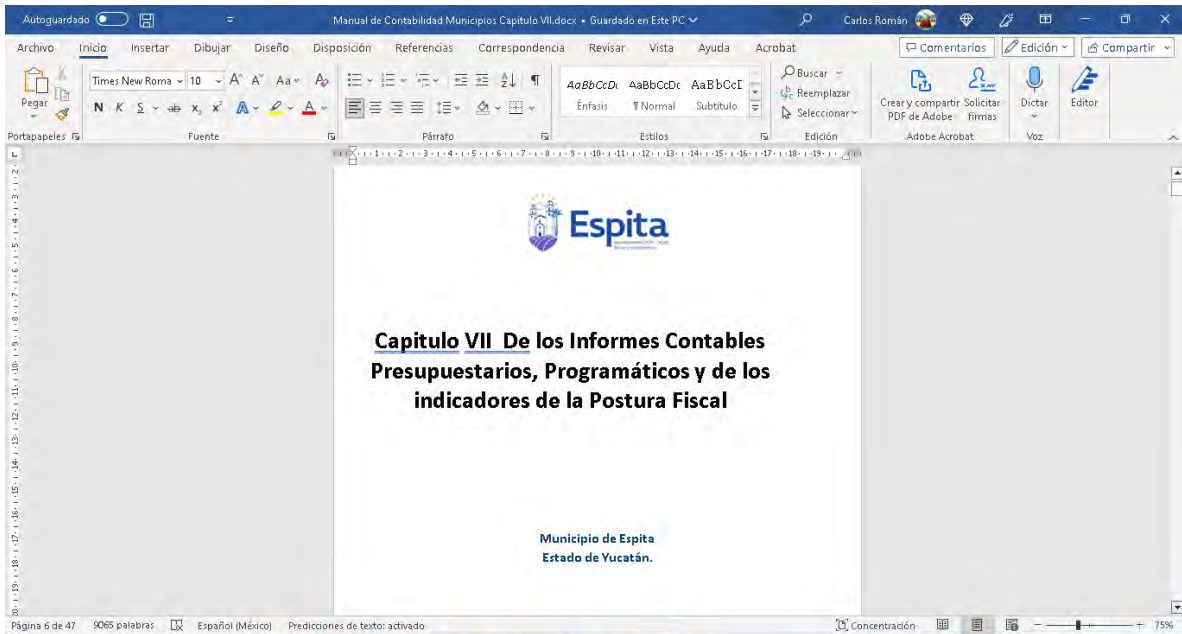 Autoguardado
Manual de Contabilidad Municipios Capitulo VII.docx • Guardado en Este PC
Carlos Román
Archivo Inicio Insertar Dibujar Diseño Disposición Referencias Correspondencia Revisar Vista Ayuda Acrobat
Comentarios Edición Compartir
Pegar
Times New Roma 10
N K S ab x₂ x²
AaBbCcDc AaBbCcDc AaBbCcI
Énfasis ¶ Normal Subtítulo
Buscar
Reemplazar
Seleccionar
Crear y compartir PDF de Adobe
Solicitar firmas
Dictar
Editor
Portapapeles Fuente Párrafo Estilos Edición Adobe Acrobat Voz
Espita
Capitulo VII De los Informes Contables
Presupuestarios, Programáticos y de los
indicadores de la Postura Fiscal
Municipio de Espita
Estado de Yucatán.
Página 6 de 47 9065 palabras Español (México) Predicciones de texto: activado Concentración 75%